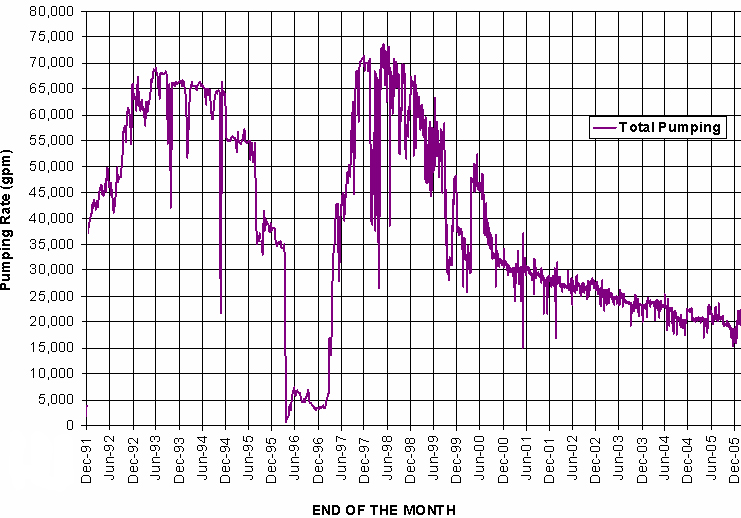 80,000
75,000
70,000
65,000
60,000
55,000
50,000
45,000
40,000
35,000
30,000
25,000
20,000
15,000
10,000
5,000
0
Pumping Rate (gpm)
Total Pumping
Dec-91
Jun-92
Dec-92
Jun-93
Dec-93
Jun-94
Dec-94
Jun-95
Dec-95
Jun-96
Dec-96
Jun-97
Dec-97
Jun-98
Dec-98
Jun-99
Dec-99
Jun-00
Dec-00
Jun-01
Dec-01
Jun-02
Dec-02
Jun-03
Dec-03
Jun-04
Dec-04
Jun-05
Dec-05
END OF THE MONTH